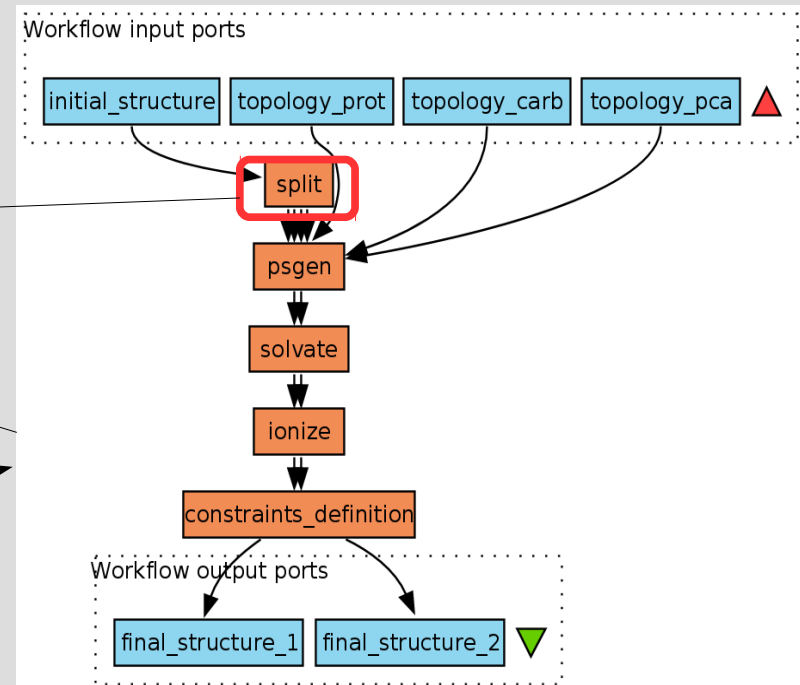 Workflow input ports
initial_structure topology_prot topology_carb topology_pca
split
psgen
solvate
ionize
constraints_definition
Workflow output ports
final_structure_1 final_structure_2